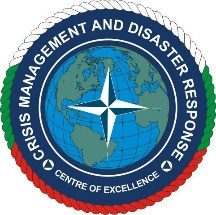 CRISIS MANAGEMENT AND DISASTER RESPONSE
CENTRE OF EXCELLENCE